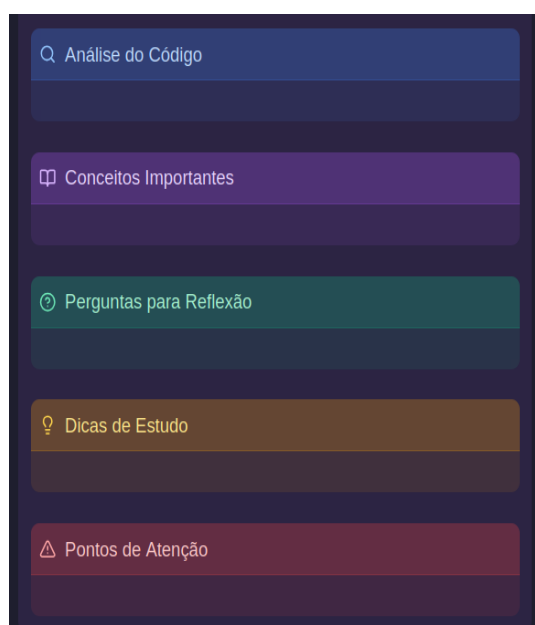 Análise do Código
Conceitos Importantes
Perguntas para Reflexão
Dicas de Estudo
Pontos de Atenção